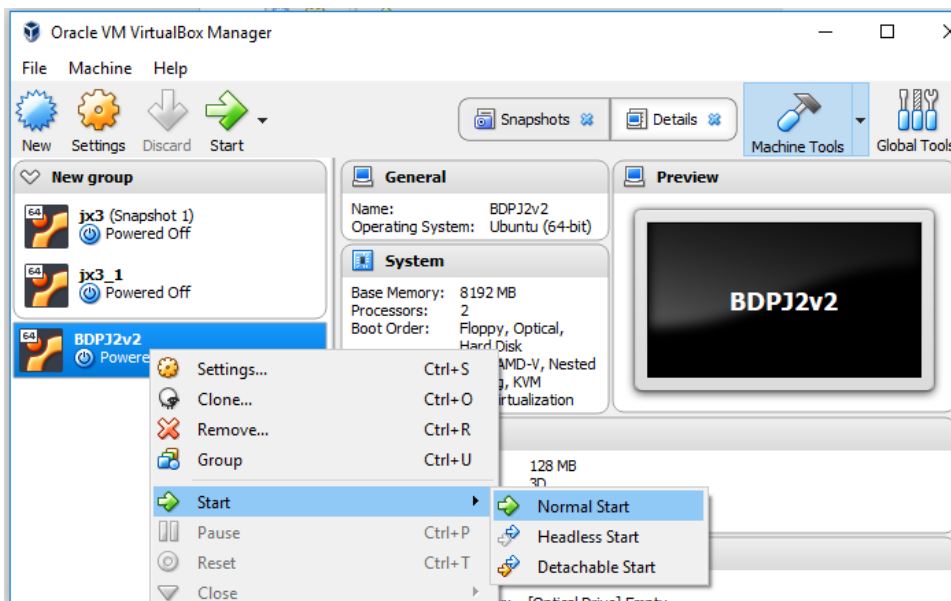 Oracle VM VirtualBox Manager
File Machine Help
New Settings Discard Start Snapshots Details Machine Tools Global Tools
New group
64 jx3 (Snapshot 1)
Powered Off
64 jx3_1
Powered Off
64 BDPJ2v2
Powere
General
Name: BDPJ2v2
Operating System: Ubuntu (64-bit)
System
Base Memory: 8192 MB
Processors: 2
Boot Order: Floppy, Optical,
Hard Disk
AMD-V, Nested
, KVM
irtualization
Preview
BDPJ2v2
128 MB
3D
[Optical Drive] Empty
Settings... Ctrl+S
Clone... Ctrl+O
Remove... Ctrl+R
Group Ctrl+U
Start
Pause Ctrl+P
Reset Ctrl+T
Close
Normal Start
Headless Start
Detachable Start